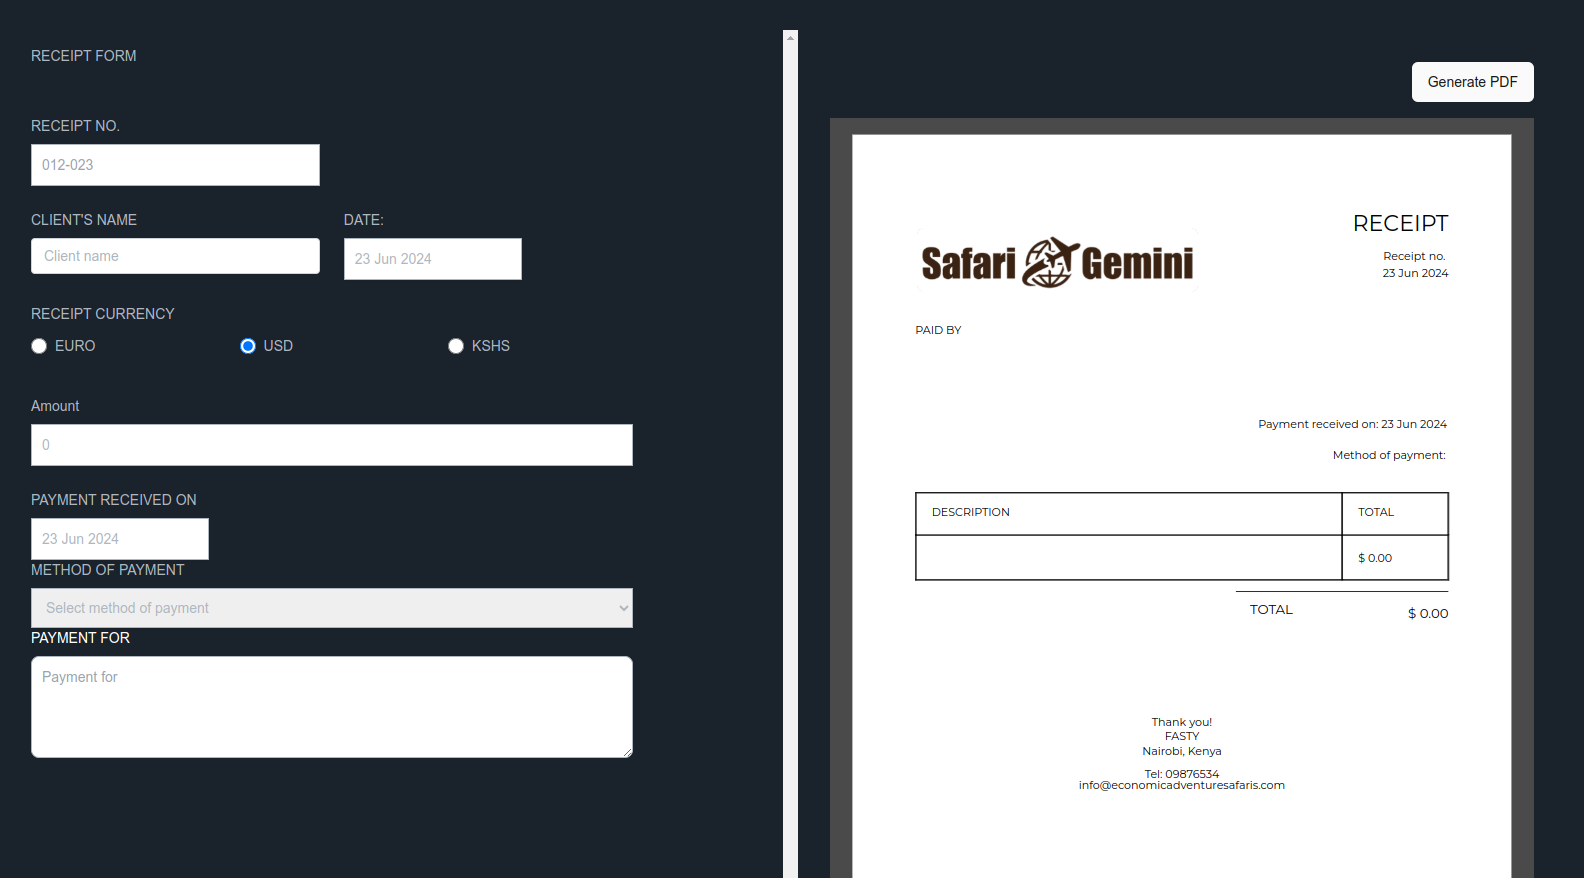 RECEIPT FORM
RECEIPT NO.
012-023
CLIENT'S NAME
DATE:
Client name
23 Jun 2024
RECEIPT CURRENCY
EURO
USD
KSHS
Amount
0
PAYMENT RECEIVED ON
23 Jun 2024
METHOD OF PAYMENT
Select method of payment
PAYMENT FOR
Payment for
Generate PDF
RECEIPT
Receipt no.
23 Jun 2024
Safari Gemini
PAID BY
Payment received on: 23 Jun 2024
Method of payment:
DESCRIPTION
TOTAL
$ 0.00
TOTAL
$ 0.00
Thank you!
FASTY
Nairobi, Kenya
Tel: 09876534
info@economicadventuresafaris.com